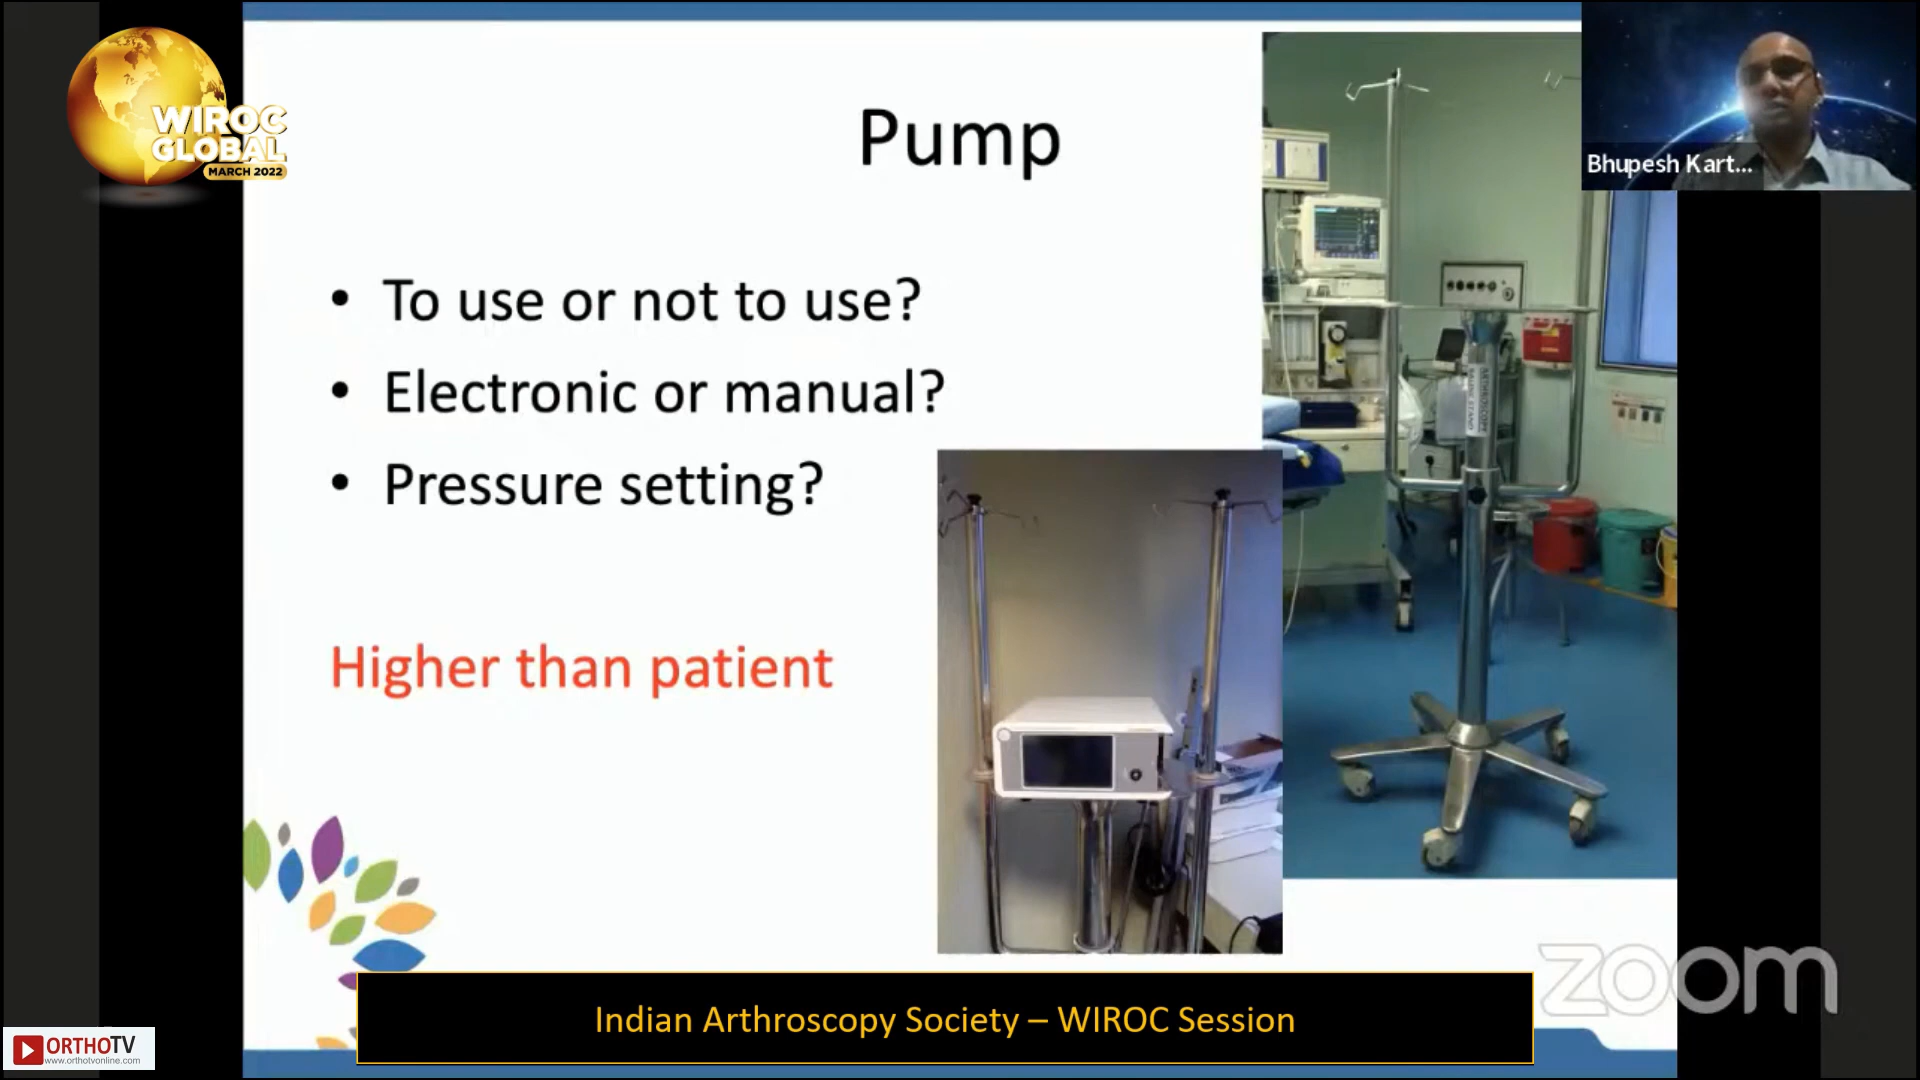 WIROC
GLOBAL
MARCH 2022
Pump
Bhupesh Kart...
• To use or not to use?
• Electronic or manual?
• Pressure setting?
Higher than patient
Indian Arthroscopy Society – WIROC Session
zoom
ORTHOTV
www.orthotvonline.com